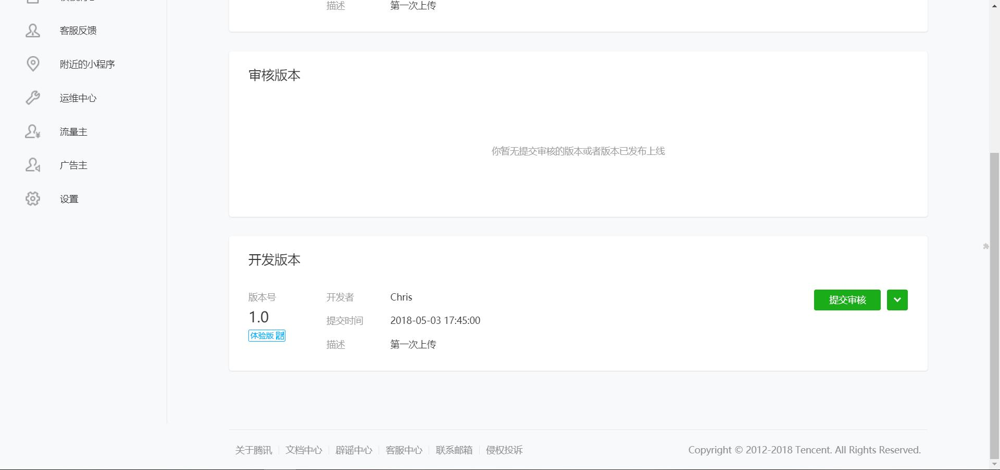 描述 第一次上传
客服反馈
附近的小程序
运维中心
流量主
广告主
设置
审核版本
你暂无提交审核的版本或者版本已发布上线
开发版本
版本号 开发者 Chris 提交审核
1.0 提交时间 2018-05-03 17:45:00
体验版 描述 第一次上传
关于腾讯 文档中心 辟谣中心 客服中心 联系邮箱 侵权投诉 Copyright © 2012-2018 Tencent. All Rights Reserved.